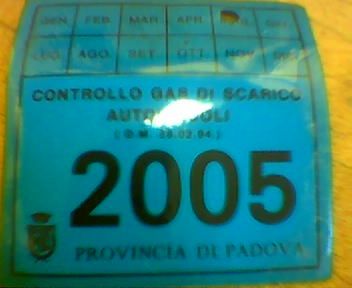 GEN. FEB. MAR. APR. GIU.
LUG. AGO. SET. OTT. NOV. DIC.
CONTROLLO GAS DI SCARICO
AUTOVEICOLI
(D.M. 28.02.94.)
2005
PROVINCIA DI PADOVA